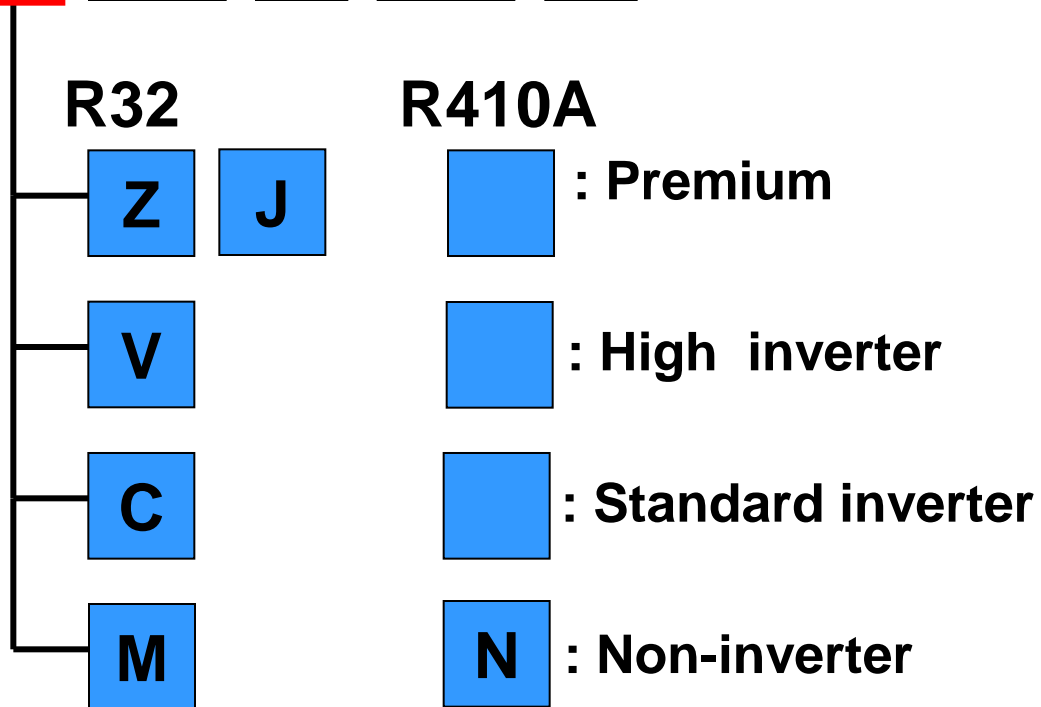 R32 R410A
Z J : Premium
V : High inverter
C : Standard inverter
M N : Non-inverter